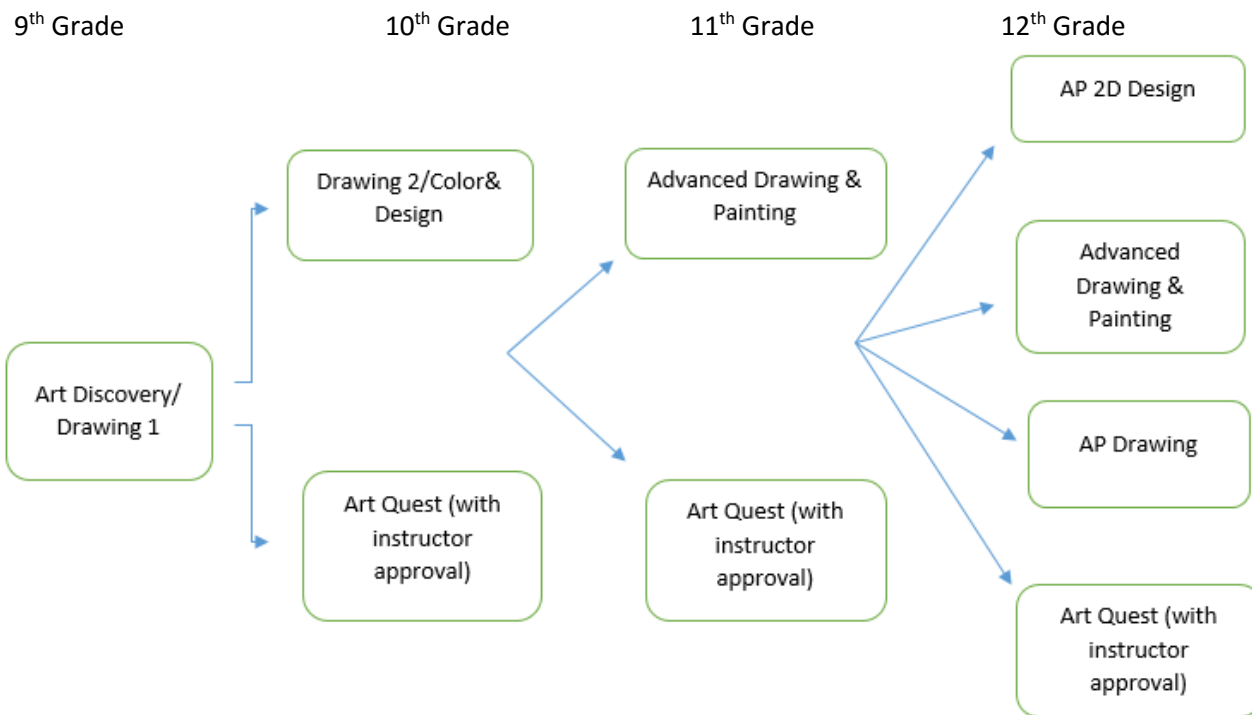 9th Grade
10th Grade
11th Grade
12th Grade
Art Discovery/
Drawing 1
Drawing 2/Color&
Design
Art Quest (with
instructor
approval)
Advanced Drawing &
Painting
Art Quest (with
instructor
approval)
AP 2D Design
Advanced
Drawing &
Painting
AP Drawing
Art Quest (with
instructor
approval)